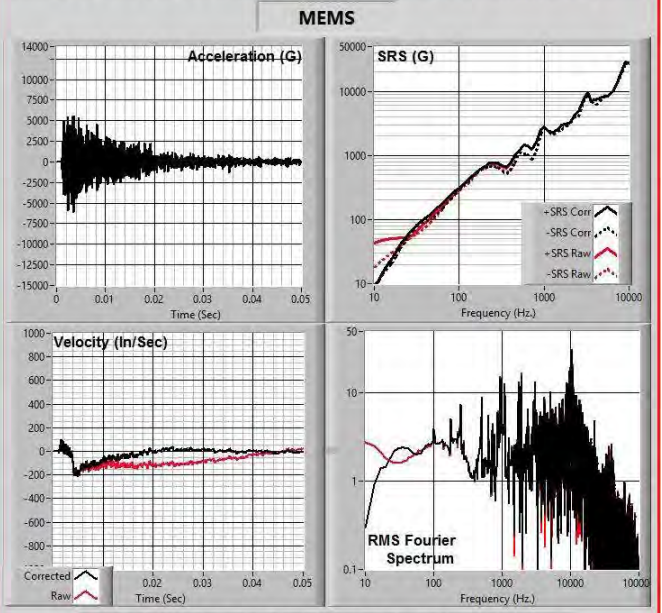 MEMS
Acceleration (G)
14000
10000
7500
5000
2500
0
-2500
-5000
-7500
-10000
-12500
-15000
0 0.01 0.02 0.03 0.04 0.05
Time (Sec)
SRS (G)
50000
10000
1000
100
10
+SRS Corr
-SRS Corr
+SRS Raw
-SRS Raw
10 100 1000 10000
Frequency (Hz.)
Velocity (In/Sec)
1000
800
600
400
200
0
-200
-400
-600
-800
Corrected
Raw
0.02 0.03 0.04 0.05
Time (Sec)
50
10
1
0.1
RMS Fourier
Spectrum
10 100 1000 10000 100000
Frequency (Hz.)